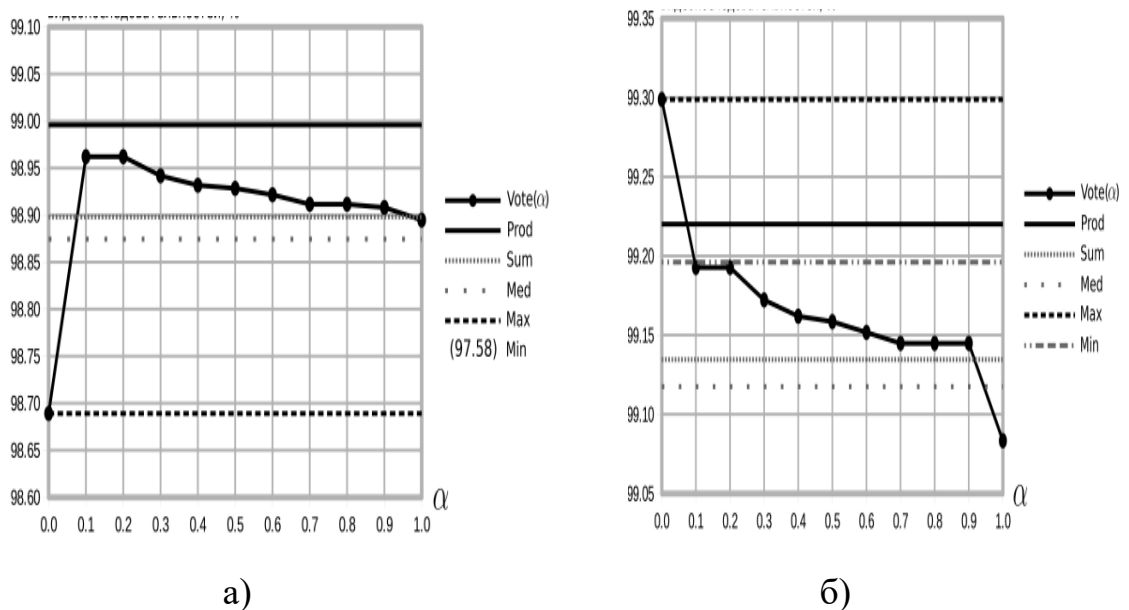 99.10
99.05
99.00
98.95
98.90
98.85
98.80
98.75
98.70
98.65
98.60
0.0 0.1 0.2 0.3 0.4 0.5 0.6 0.7 0.8 0.9 1.0
α
Vote(α)
Prod
Sum
Med
Max
(97.58) Min
а)
99.35
99.30
99.25
99.20
99.15
99.10
99.05
0.0 0.1 0.2 0.3 0.4 0.5 0.6 0.7 0.8 0.9 1.0
α
Vote(α)
Prod
Sum
Med
Max
Min
б)